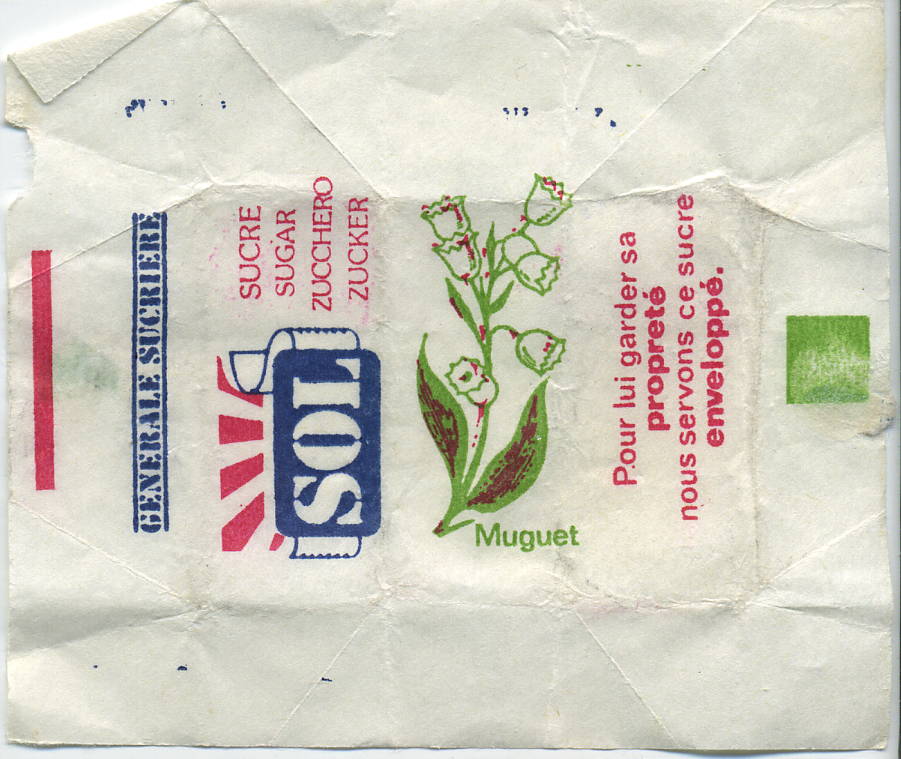 GENERALE SUCRIERE
SUCRE
SUGAR
ZUCCHERO
ZUCKER
SOL
Muguet
Pour lui garder sa
propreté
nous servons ce sucre
enveloppé.